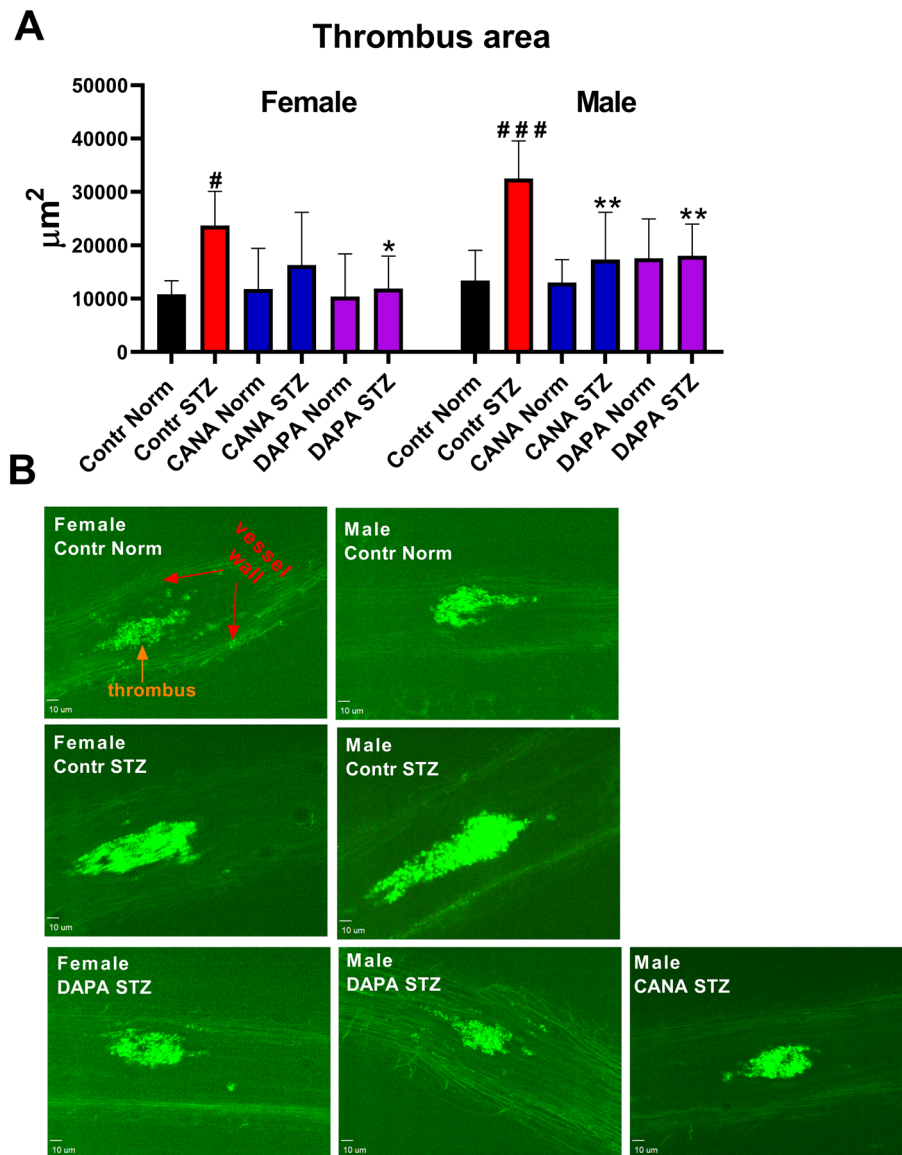 A
Thrombus area
50000
40000
30000
20000
10000
0
μm²
Female
Male
#
*
###
**
**
Contr Norm
Contr STZ
CANA Norm
CANA STZ
DAPA Norm
DAPA STZ
Contr Norm
Contr STZ
CANA Norm
CANA STZ
DAPA Norm
DAPA STZ
B
Female
Contr Norm
vessel
wall
thrombus
10 um
Male
Contr Norm
10 um
Female
Contr STZ
10 um
Male
Contr STZ
10 um
Female
DAPA STZ
10 um
Male
DAPA STZ
10 um
Male
CANA STZ
10 um